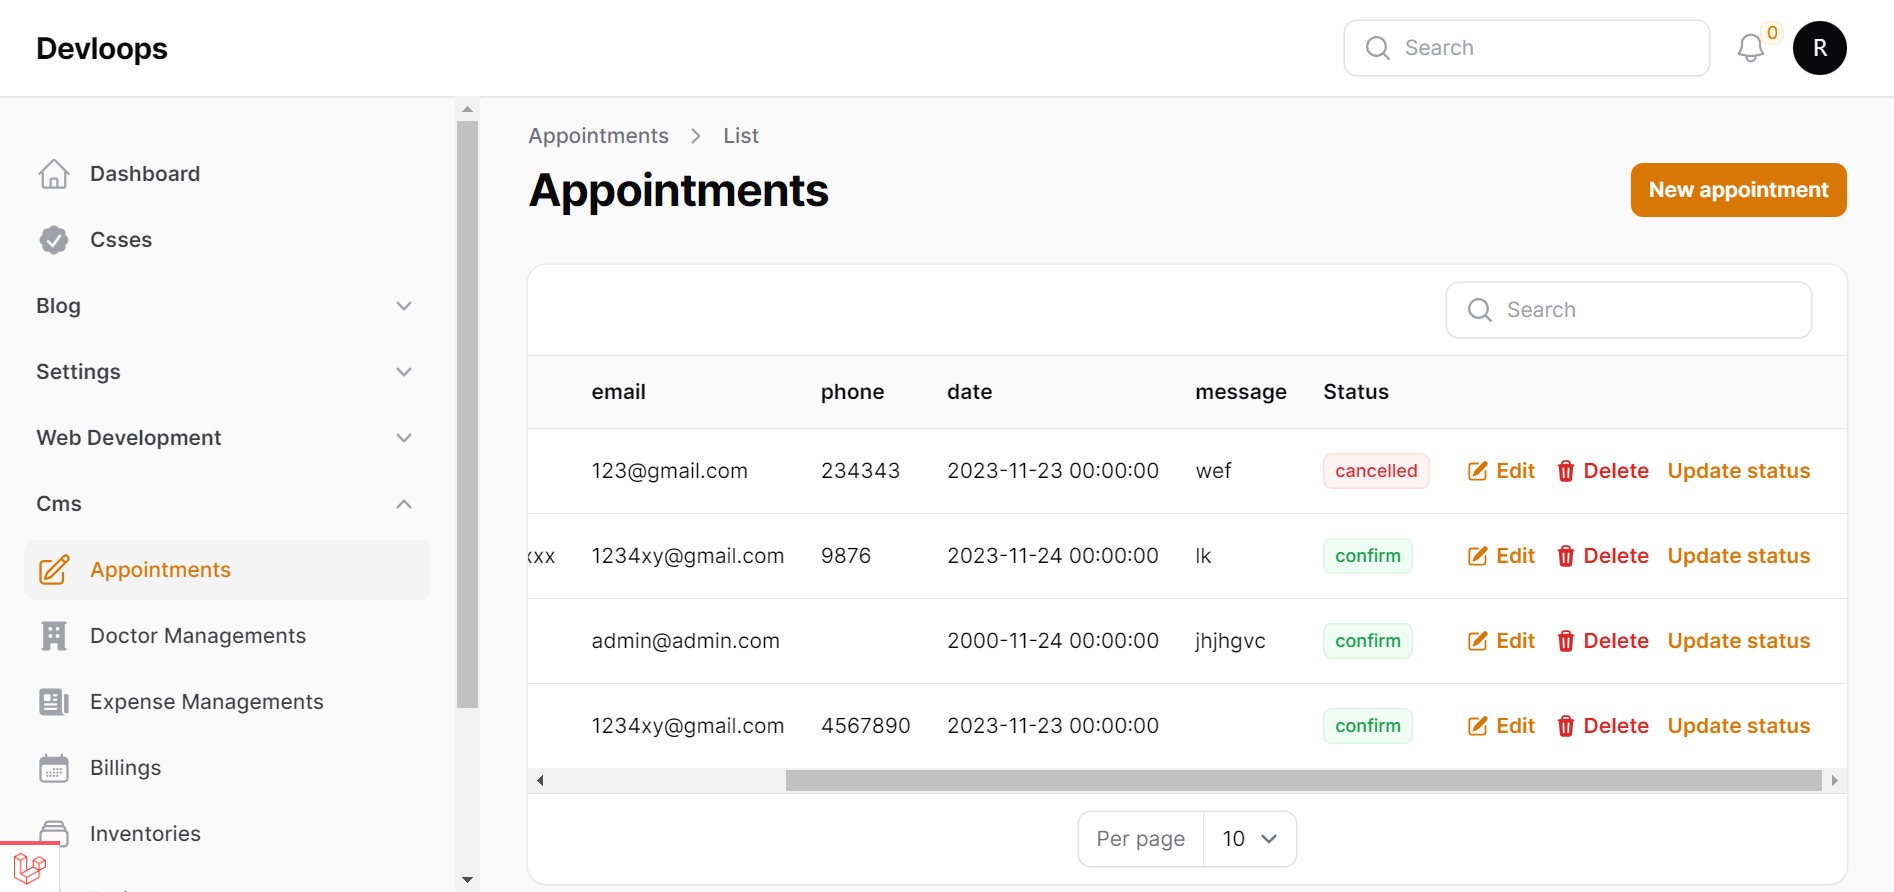 Devloops
Search
0
R
Dashboard
Csses
Blog
Settings
Web Development
Cms
Appointments
Doctor Managements
Expense Managements
Billings
Inventories
Appointments > List
Appointments
New appointment
Search
email phone date message Status
123@gmail.com 234343 2023-11-23 00:00:00 wef cancelled Edit Delete Update status
xxx 1234xy@gmail.com 9876 2023-11-24 00:00:00 lk confirm Edit Delete Update status
admin@admin.com 2000-11-24 00:00:00 jhjhgvc confirm Edit Delete Update status
1234xy@gmail.com 4567890 2023-11-23 00:00:00 confirm Edit Delete Update status
Per page 10